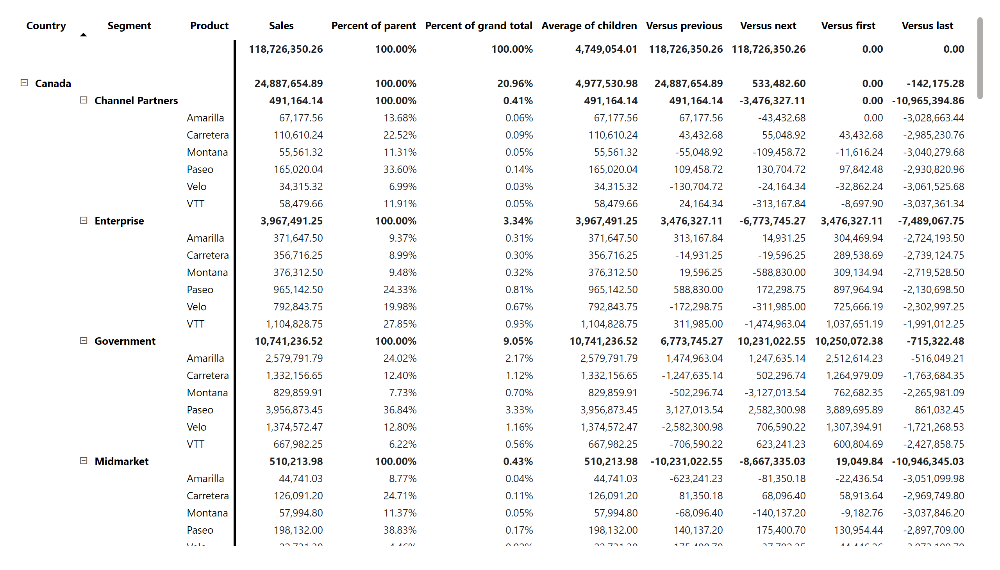 Country Segment Product Sales Percent of parent Percent of grand total Average of children Versus previous Versus next Versus first Versus last
118,726,350.26 100.00% 100.00% 4,749,054.01 118,726,350.26 118,726,350.26 0.00 0.00
Canada 24,887,654.89 100.00% 20.96% 4,977,530.98 24,887,654.89 533,482.60 0.00 -142,175.28
Channel Partners 491,164.14 100.00% 0.41% 491,164.14 491,164.14 -3,476,327.11 0.00 -10,965,394.86
Amarilla 67,177.56 13.68% 0.06% 67,177.56 67,177.56 -43,432.68 0.00 -3,028,663.44
Carretera 110,610.24 22.52% 0.09% 110,610.24 43,432.68 55,048.92 43,432.68 -2,985,230.76
Montana 55,561.32 11.31% 0.05% 55,561.32 -55,048.92 -109,458.72 -11,616.24 -3,040,279.68
Paseo 165,020.04 33.60% 0.14% 165,020.04 109,458.72 130,704.72 97,842.48 -2,930,820.96
Velo 34,315.32 6.99% 0.03% 34,315.32 -130,704.72 -24,164.34 -32,862.24 -3,061,525.68
VTT 58,479.66 11.91% 0.05% 58,479.66 24,164.34 -313,167.84 -8,697.90 -3,037,361.34
Enterprise 3,967,491.25 100.00% 3.34% 3,967,491.25 3,476,327.11 -6,773,745.27 3,476,327.11 -7,489,067.75
Amarilla 371,647.50 9.37% 0.31% 371,647.50 313,167.84 14,931.25 304,469.94 -2,724,193.50
Carretera 356,716.25 8.99% 0.30% 356,716.25 -14,931.25 -19,596.25 289,538.69 -2,739,124.75
Montana 376,312.50 9.48% 0.32% 376,312.50 19,596.25 -588,830.00 309,134.94 -2,719,528.50
Paseo 965,142.50 24.33% 0.81% 965,142.50 588,830.00 172,298.75 897,964.94 -2,130,698.50
Velo 792,843.75 19.98% 0.67% 792,843.75 -172,298.75 -311,985.00 725,666.19 -2,302,997.25
VTT 1,104,828.75 27.85% 0.93% 1,104,828.75 311,985.00 -1,474,963.04 1,037,651.19 -1,991,012.25
Government 10,741,236.52 100.00% 9.05% 10,741,236.52 6,773,745.27 10,231,022.55 10,250,072.38 -715,322.48
Amarilla 2,579,791.79 24.02% 2.17% 2,579,791.79 1,474,963.04 1,247,635.14 2,512,614.23 -516,049.21
Carretera 1,332,156.65 12.40% 1.12% 1,332,156.65 -1,247,635.14 502,296.74 1,264,979.09 -1,763,684.35
Montana 829,859.91 7.73% 0.70% 829,859.91 -502,296.74 -3,127,013.54 762,682.35 -2,265,981.09
Paseo 3,956,873.45 36.84% 3.33% 3,956,873.45 3,127,013.54 2,582,300.98 3,889,695.89 861,032.45
Velo 1,374,572.47 12.80% 1.16% 1,374,572.47 -2,582,300.98 706,590.22 1,307,394.91 -1,721,268.53
VTT 667,982.25 6.22% 0.56% 667,982.25 -706,590.22 623,241.23 600,804.69 -2,427,858.75
Midmarket 510,213.98 100.00% 0.43% 510,213.98 -10,231,022.55 -8,667,335.03 19,049.84 -10,946,345.03
Amarilla 44,741.03 8.77% 0.04% 44,741.03 -623,241.23 -81,350.18 -22,436.54 -3,051,099.98
Carretera 126,091.20 24.71% 0.11% 126,091.20 81,350.18 68,096.40 58,913.64 -2,969,749.80
Montana 57,994.80 11.37% 0.05% 57,994.80 -68,096.40 -140,137.20 -9,182.76 -3,037,846.20
Paseo 198,132.00 38.83% 0.17% 198,132.00 140,137.20 175,400.70 130,954.44 -2,897,709.00